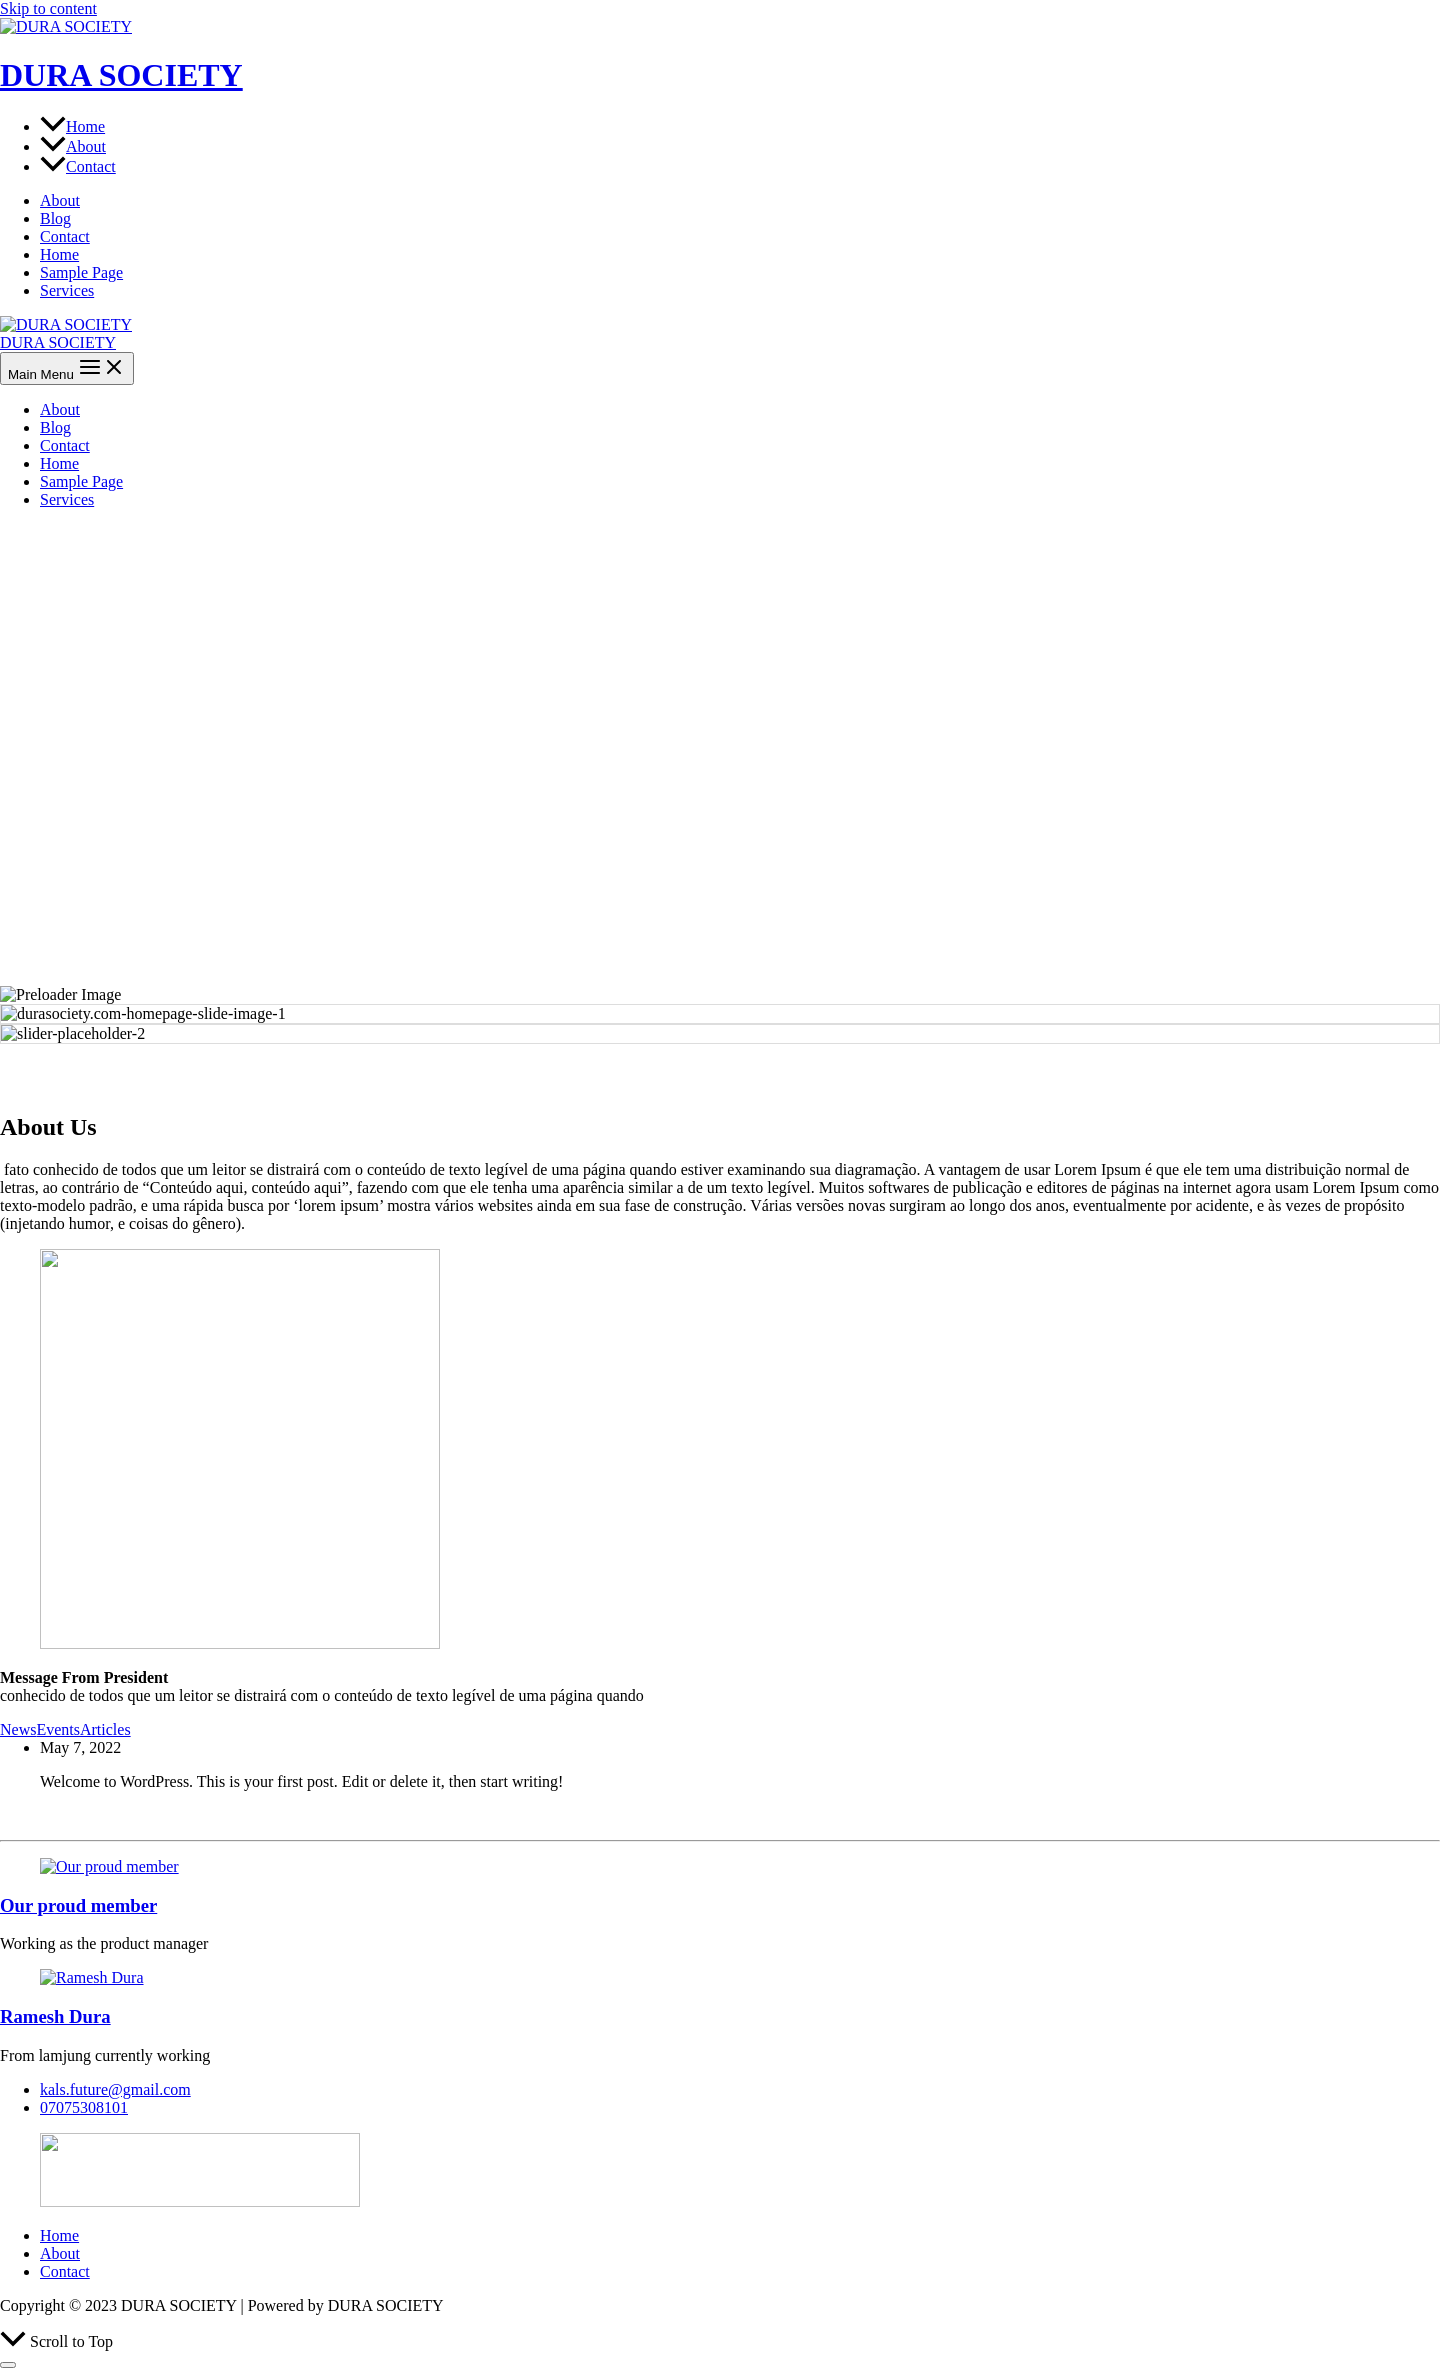 Skip to content
DURA SOCIETY
DURA SOCIETY
Home
About
Contact
About
Blog
Contact
Home
Sample Page
Services
DURA SOCIETY
DURA SOCIETY
Main Menu
About
Blog
Contact
Home
Sample Page
Services
Preloader Image
durasociety.com-homepage-slide-image-1
slider-placeholder-2
About Us
fato conhecido de todos que um leitor se distrairá com o conteúdo de texto legível de uma página quando estiver examinando sua diagramação. A vantagem de usar Lorem Ipsum é que ele tem uma distribuição normal de
letras, ao contrário de “Conteúdo aqui, conteúdo aqui”, fazendo com que ele tenha uma aparência similar a de um texto legível. Muitos softwares de publicação e editores de páginas na internet agora usam Lorem Ipsum como
texto-modelo padrão, e uma rápida busca por ‘lorem ipsum’ mostra vários websites ainda em sua fase de construção. Várias versões novas surgiram ao longo dos anos, eventualmente por acidente, e às vezes de propósito
(injetando humor, e coisas do gênero).
Message From President
conhecido de todos que um leitor se distrairá com o conteúdo de texto legível de uma página quando
NewsEventsArticles
May 7, 2022
Welcome to WordPress. This is your first post. Edit or delete it, then start writing!
Our proud member
Our proud member
Working as the product manager
Ramesh Dura
Ramesh Dura
From lamjung currently working
kals.future@gmail.com
07075308101
Home
About
Contact
Copyright © 2023 DURA SOCIETY | Powered by DURA SOCIETY
Scroll to Top